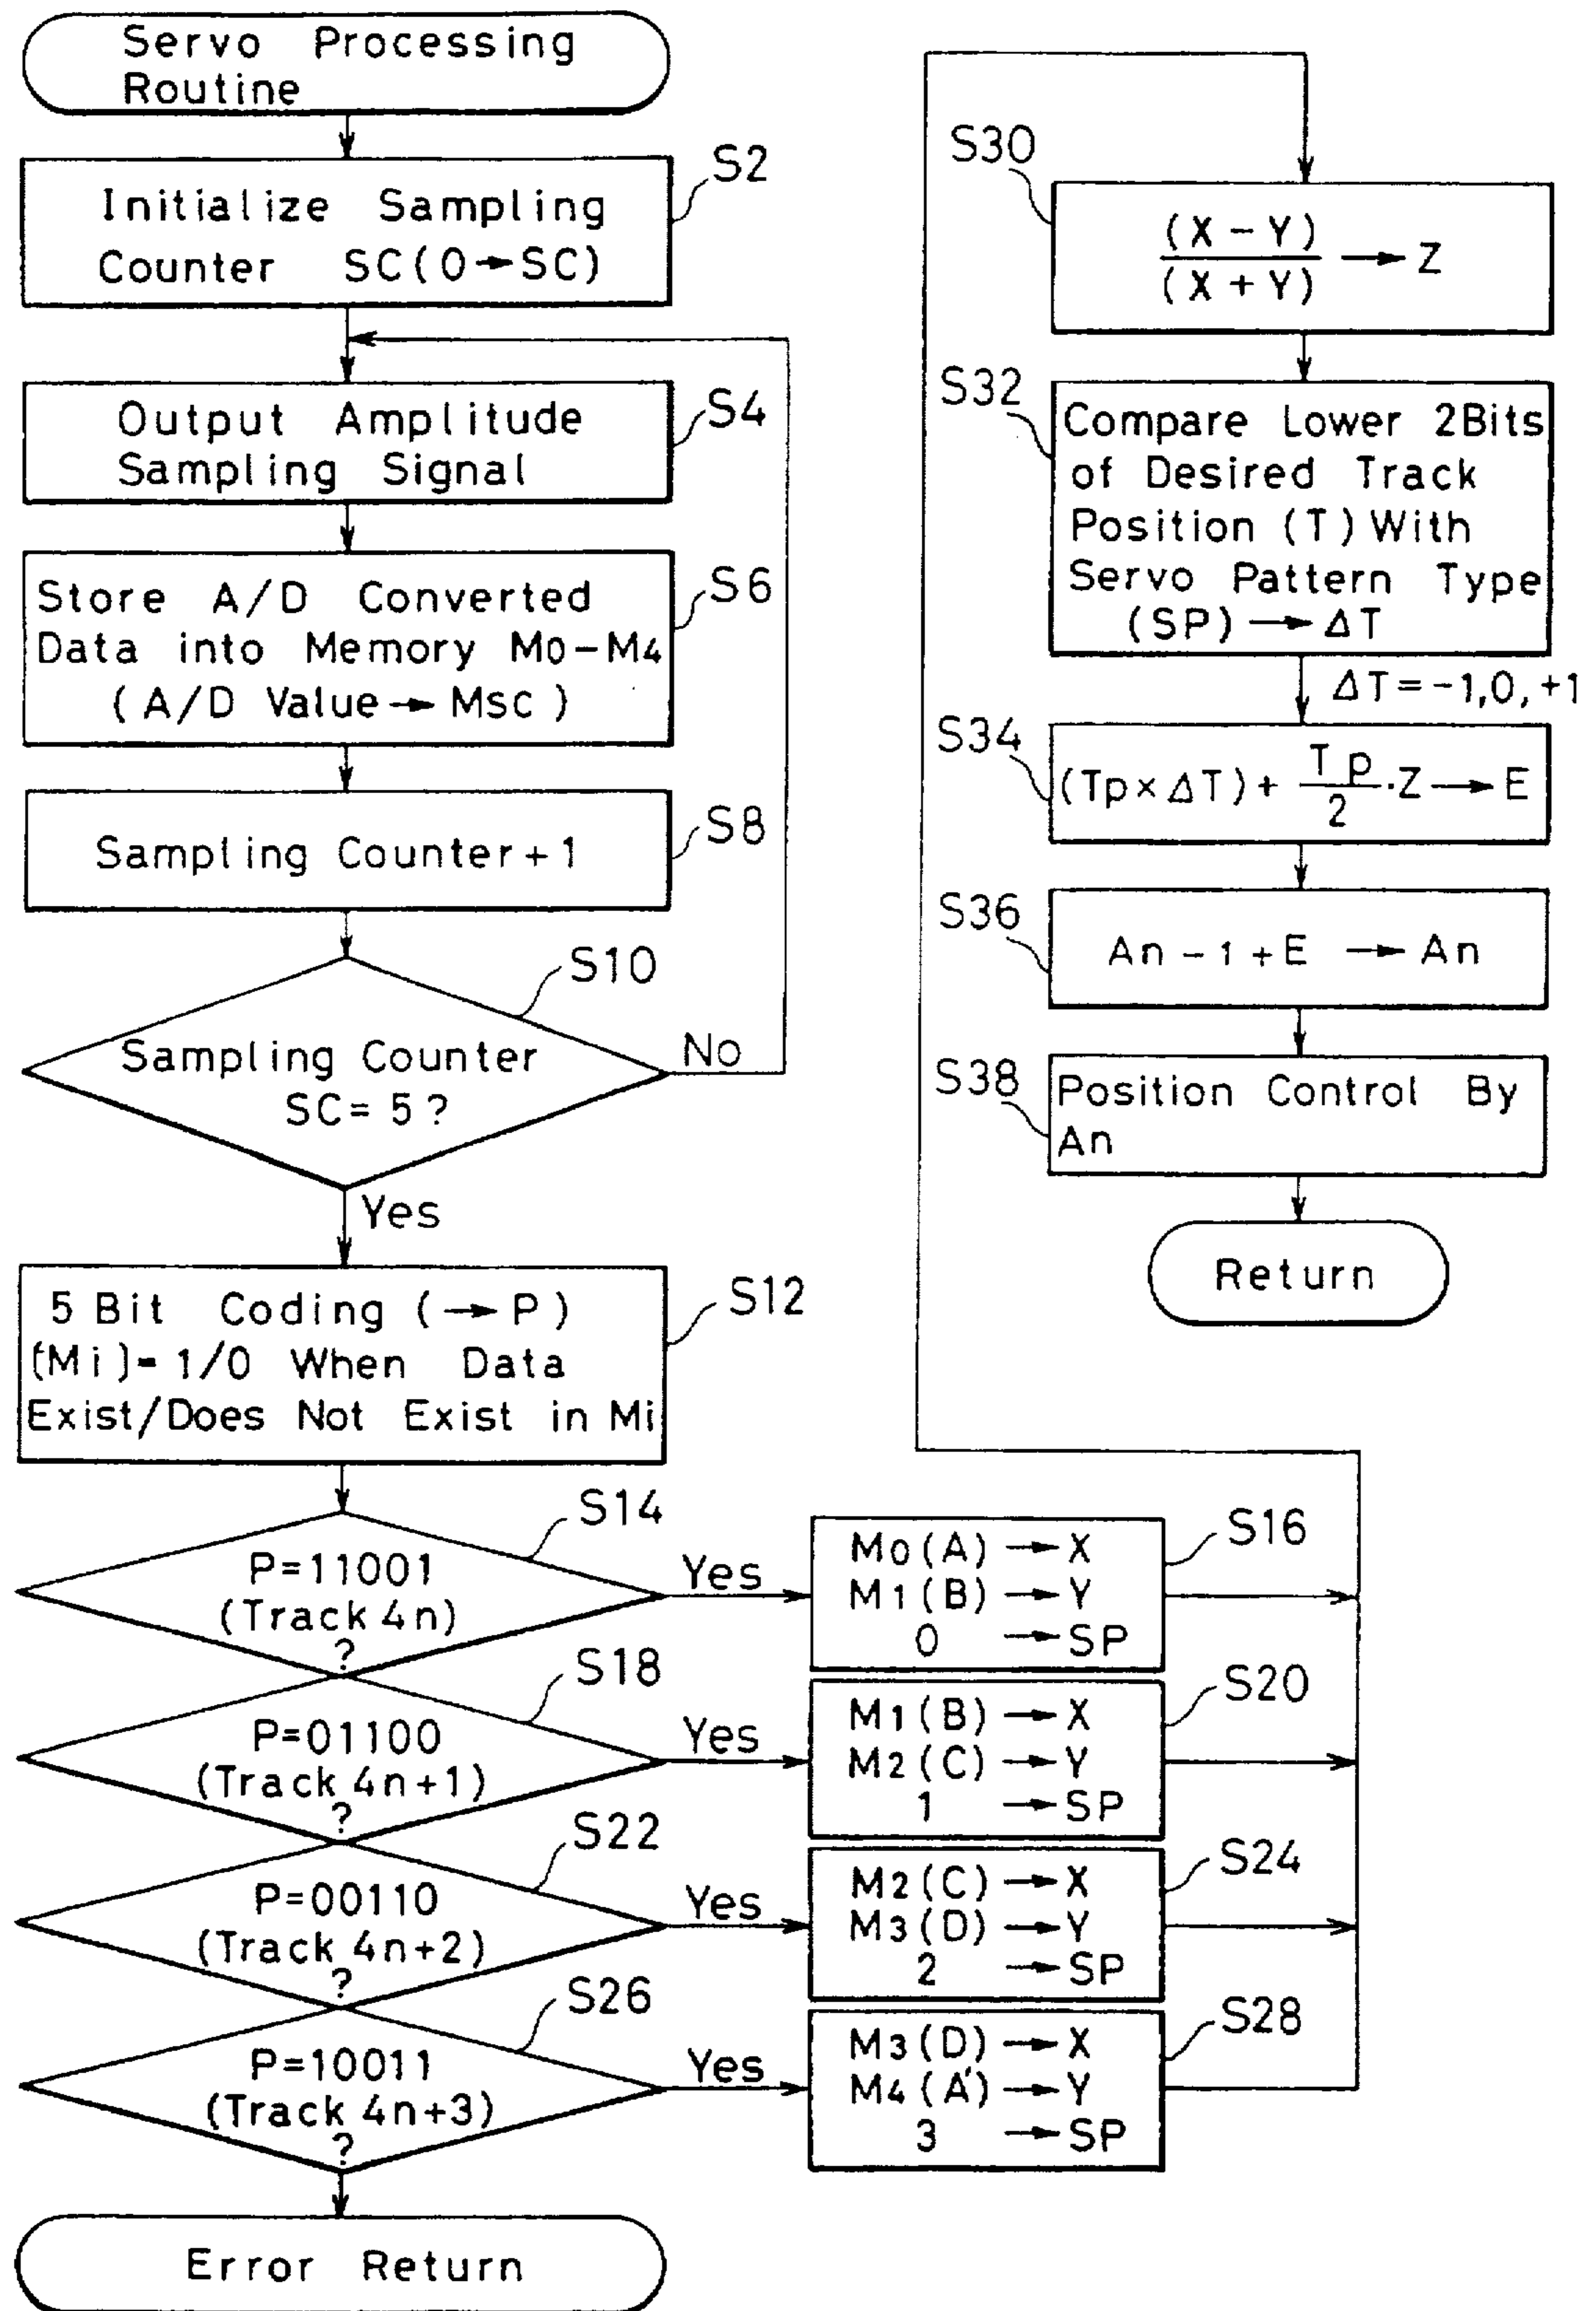 Servo Processing
Routine
S2
Initialize Sampling
Counter SC(0→SC)
Output Amplitude
Sampling Signal
S4
Store A/D Converted
Data into Memory M0-M4
(A/D Value→MSC)
S6
Sampling Counter+1
S8
S10
Sampling Counter
SC=5?
No
Yes
5 Bit Coding (→P)
(Mi)=1/0 When Data
Exist/Does Not Exist in Mi
S12
S14
P=11001
(Track 4n)
?
Yes
M0(A)→X
M1(B)→Y
0→SP
S16
S18
P=01100
(Track 4n+1)
?
Yes
M1(B)→X
M2(C)→Y
1→SP
S20
S22
P=00110
(Track 4n+2)
?
Yes
M2(C)→X
M3(D)→Y
2→SP
S24
S26
P=10011
(Track 4n+3)
?
Yes
M3(D)→X
M4(A')→Y
3→SP
S28
Error Return
S30
(X-Y)
(X+Y)
→Z
S32
Compare Lower 2Bits
of Desired Track
Position (T) With
Servo Pattern Type
(SP)→ΔT
ΔT=-1,0,+1
S34
(Tp×ΔT)+ Tp/2 ·Z→E
S36
An-1+E→An
S38
Position Control By
An
Return